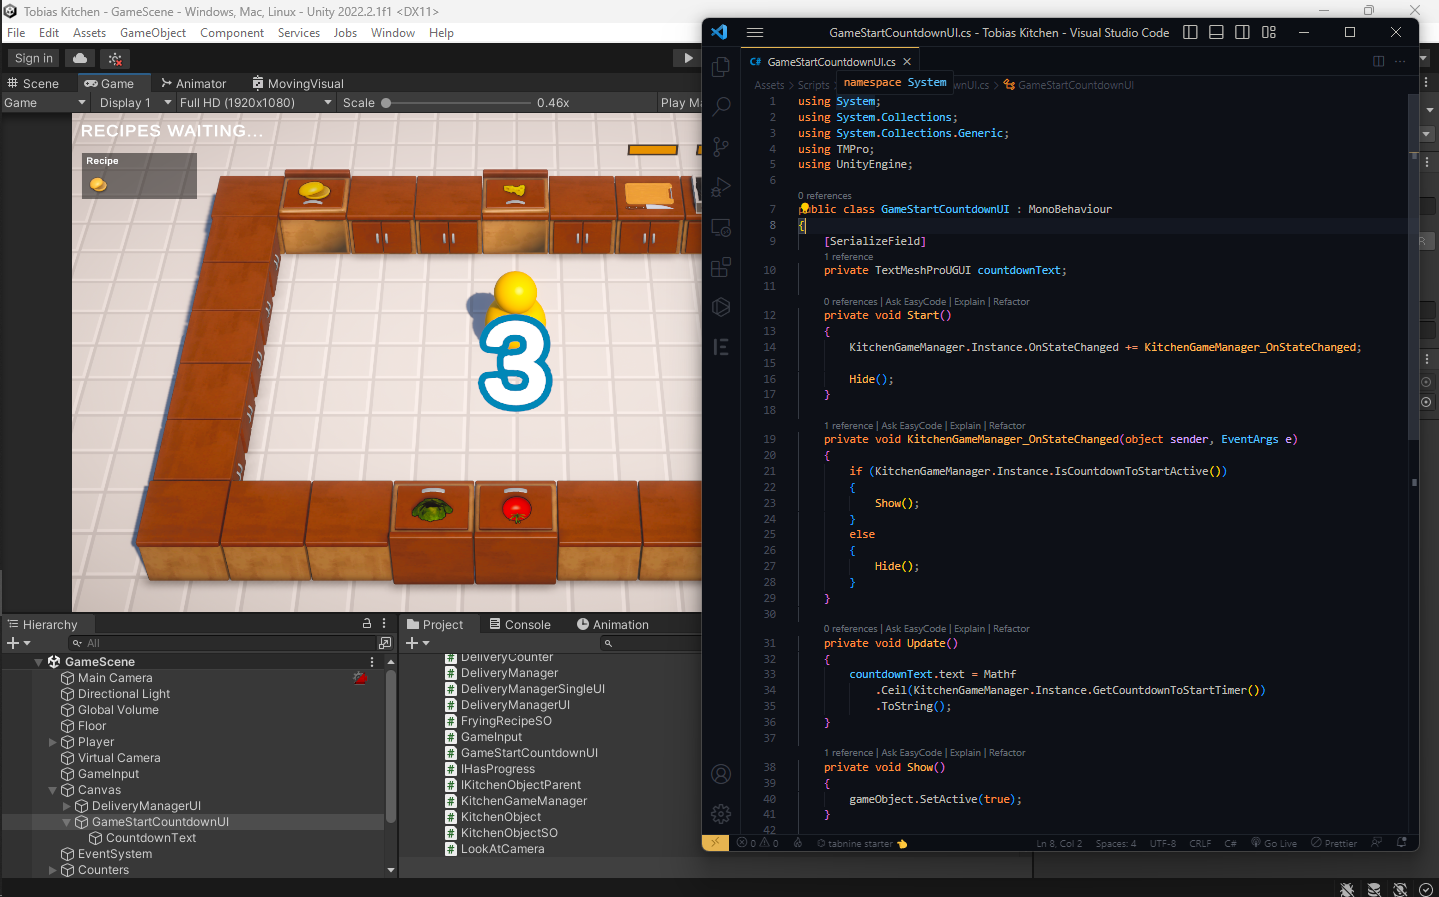 Tobias Kitchen - GameScene - Windows, Mac, Linux - Unity 2022.2.1f1 <DX11>
File Edit Assets GameObject Component Services Jobs Window Help
Sign in
Scene Game Animator MovingVisual
Game Display 1 Full HD (1920x1080) Scale 0.46x Play M
RECIPES WAITING...
Recipe
3
Hierarchy
All
GameScene
Main Camera
Directional Light
Global Volume
Floor
Player
Virtual Camera
GameInput
Canvas
DeliveryManagerUI
GameStartCountdownUI
CountdownText
EventSystem
Counters
Project Console Animation
DeliveryCounter
DeliveryManager
DeliveryManagerSingleUI
DeliveryManagerUI
FryingRecipeSO
GameInput
GameStartCountdownUI
IHasProgress
IKitchenObjectParent
KitchenGameManager
KitchenObject
KitchenObjectSO
LookAtCamera
GameStartCountdownUI.cs - Tobias Kitchen - Visual Studio Code
C# GameStartCountdownUI.cs
Assets > Scripts > wnUI.cs > GameStartCountdownUI
namespace System
1 using System;
2 using System.Collections;
3 using System.Collections.Generic;
4 using TMPro;
5 using UnityEngine;
6
0 references
7 public class GameStartCountdownUI : MonoBehaviour
8 {
9 [SerializeField]
1 reference
10 private TextMeshProUGUI countdownText;
11
0 references | Ask EasyCode | Explain | Refactor
12 private void Start()
13 {
14 KitchenGameManager.Instance.OnStateChanged += KitchenGameManager_OnStateChanged;
15
16 Hide();
17 }
18
1 reference | Ask EasyCode | Explain | Refactor
19 private void KitchenGameManager_OnStateChanged(object sender, EventArgs e)
20 {
21 if (KitchenGameManager.Instance.IsCountdownToStartActive())
22 {
23 Show();
24 }
25 else
26 {
27 Hide();
28 }
29 }
30
0 references | Ask EasyCode | Explain | Refactor
31 private void Update()
32 {
33 countdownText.text = Mathf
34 .Ceil(KitchenGameManager.Instance.GetCountdownToStartTimer())
35 .ToString();
36 }
37
1 reference | Ask EasyCode | Explain | Refactor
38 private void Show()
39 {
40 gameObject.SetActive(true);
41 }
42
0 0 tabnine starter Ln 8, Col 2 Spaces: 4 UTF-8 CRLF C# Go Live Prettier
R